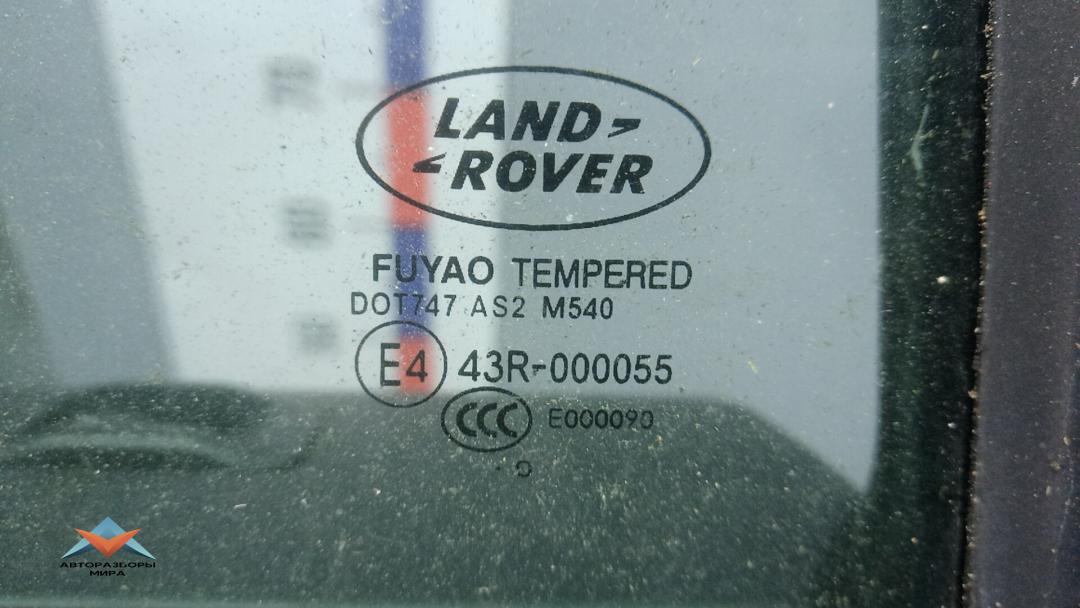 LAND
ROVER
FUYAO TEMPERED
DOT747 AS2 M540
E4 43R-000055
CCC E000090
АВТОРАЗБОРЫ
МИРА